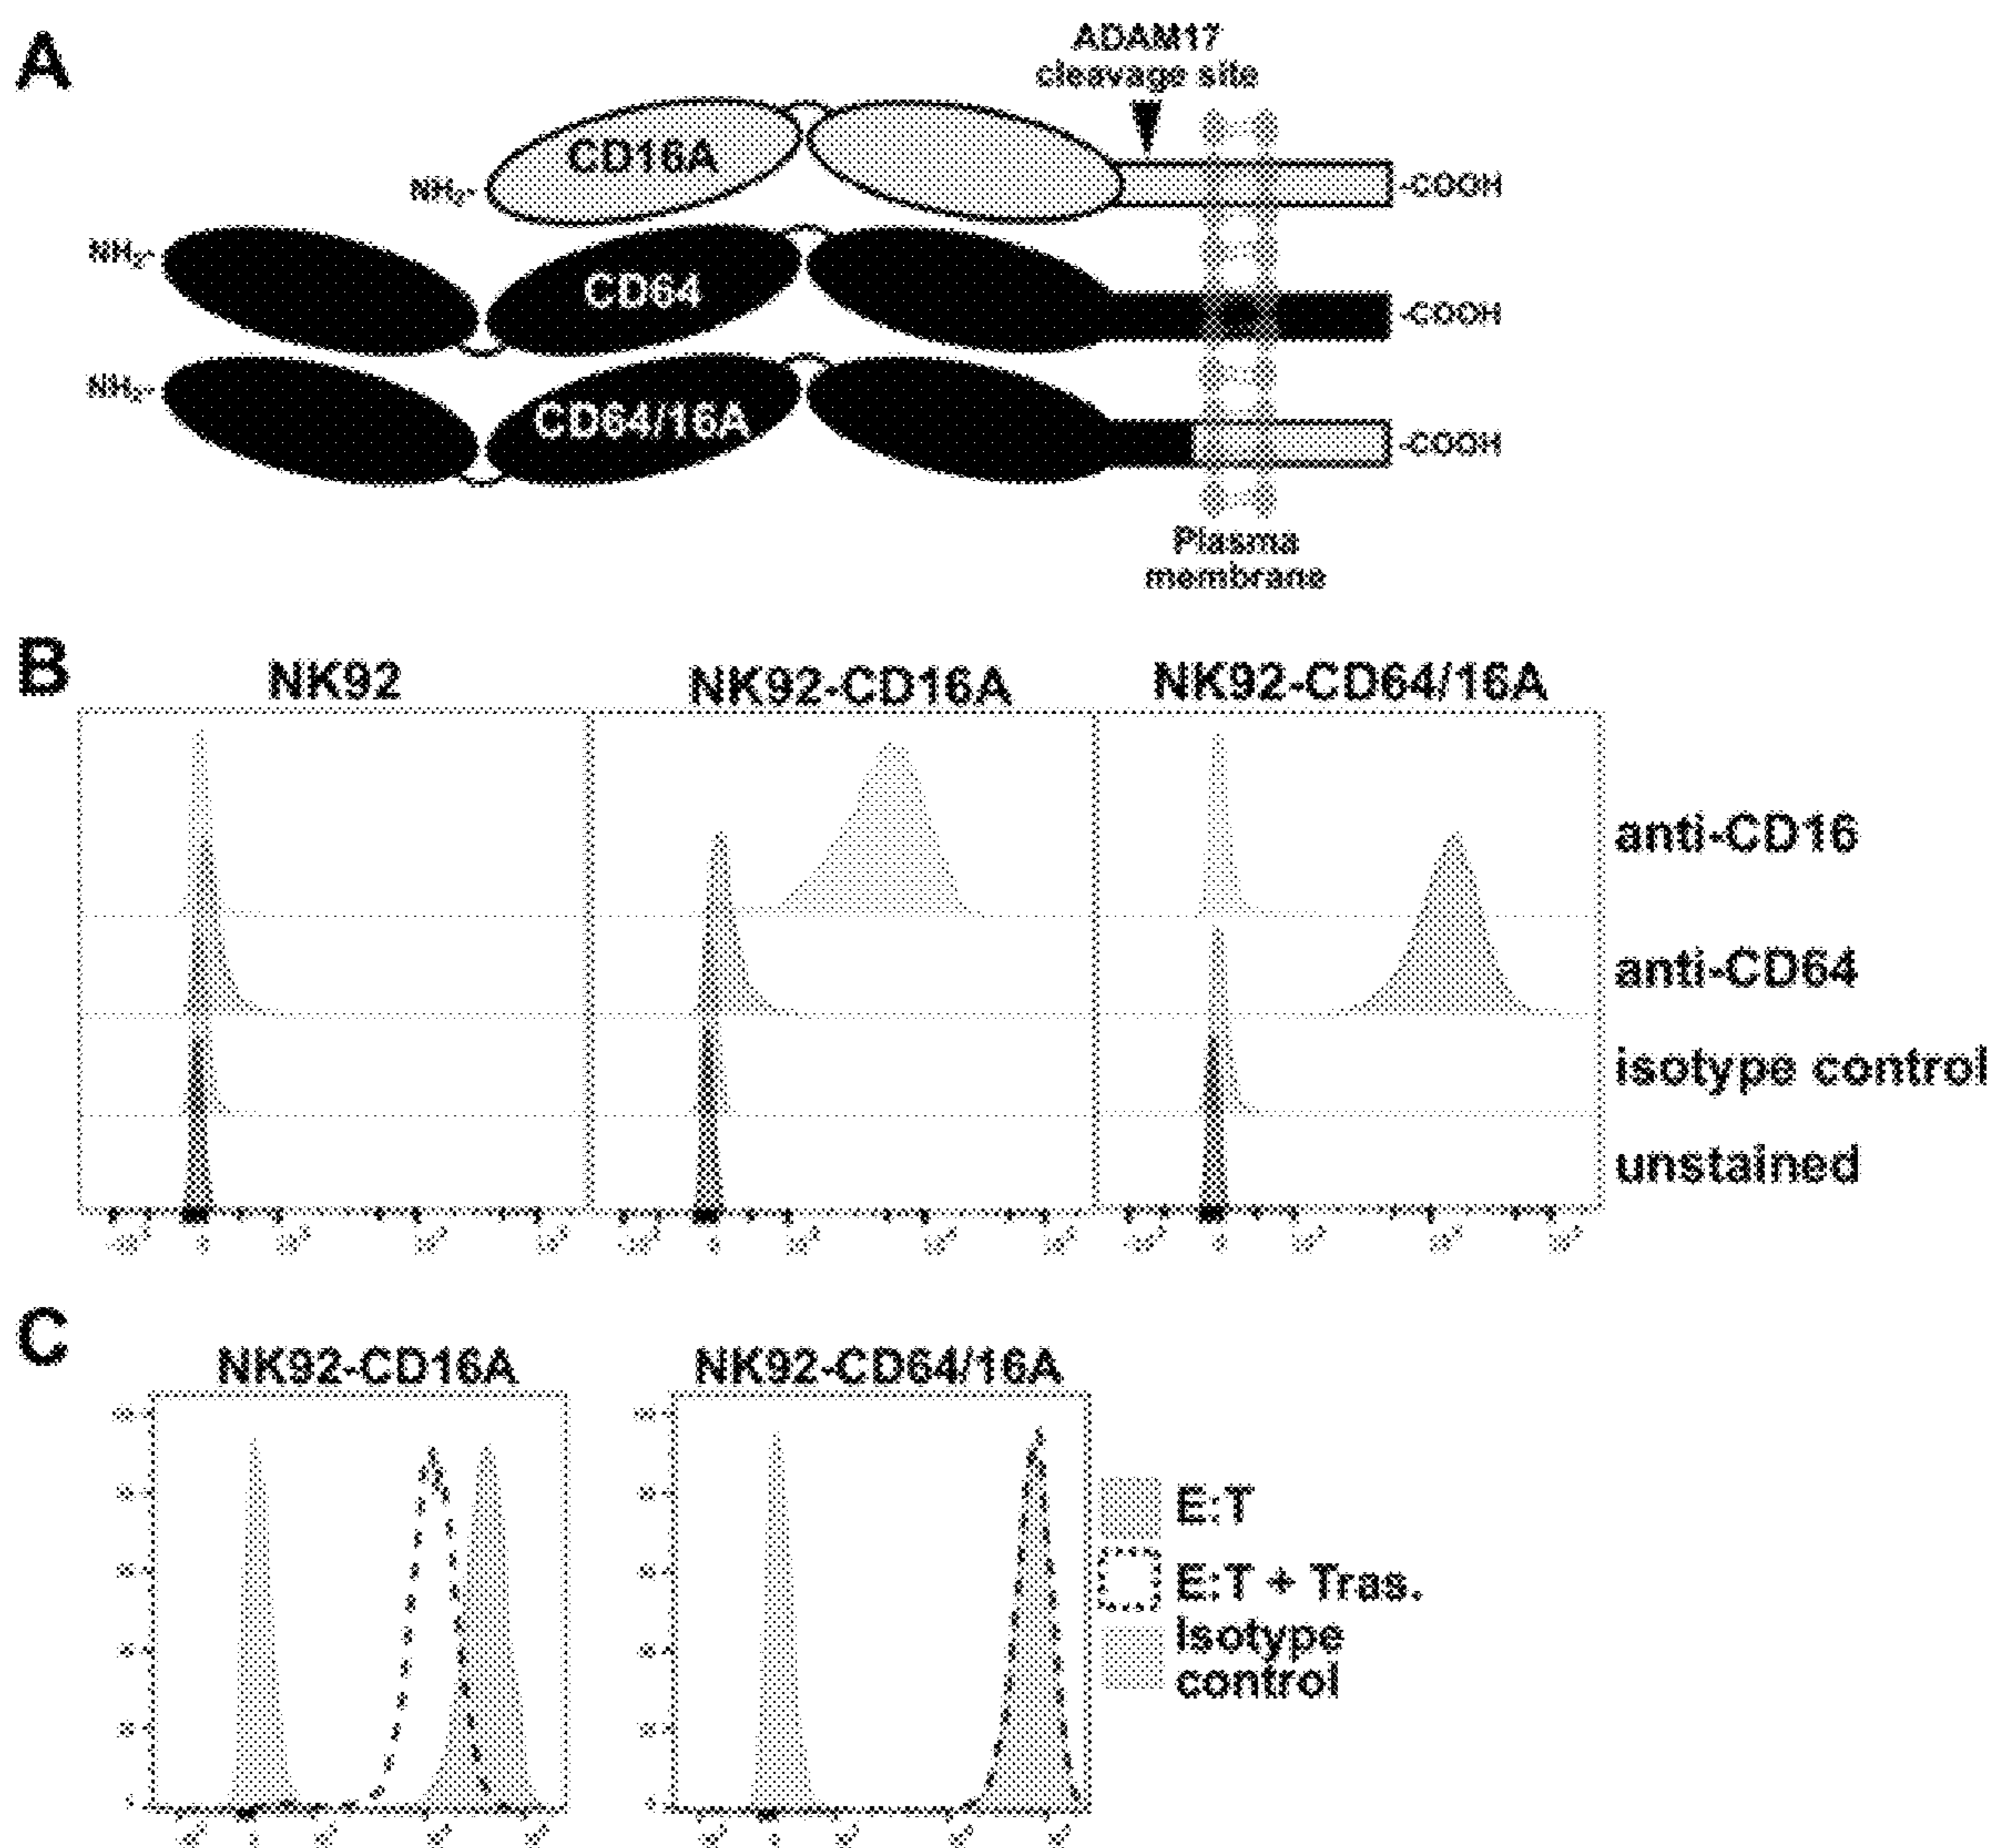 A
ADAM17
cleavage site
CD16A
NH2-
-COOH
NH2-
CD64
-COOH
NH2-
CD64/16A
-COOH
Plasma
membrane
B
NK92
NK92-CD16A
NK92-CD64/16A
anti-CD16
anti-CD64
isotype control
unstained
C
NK92-CD16A
NK92-CD64/16A
E:T
E:T + Tras.
Isotype
control